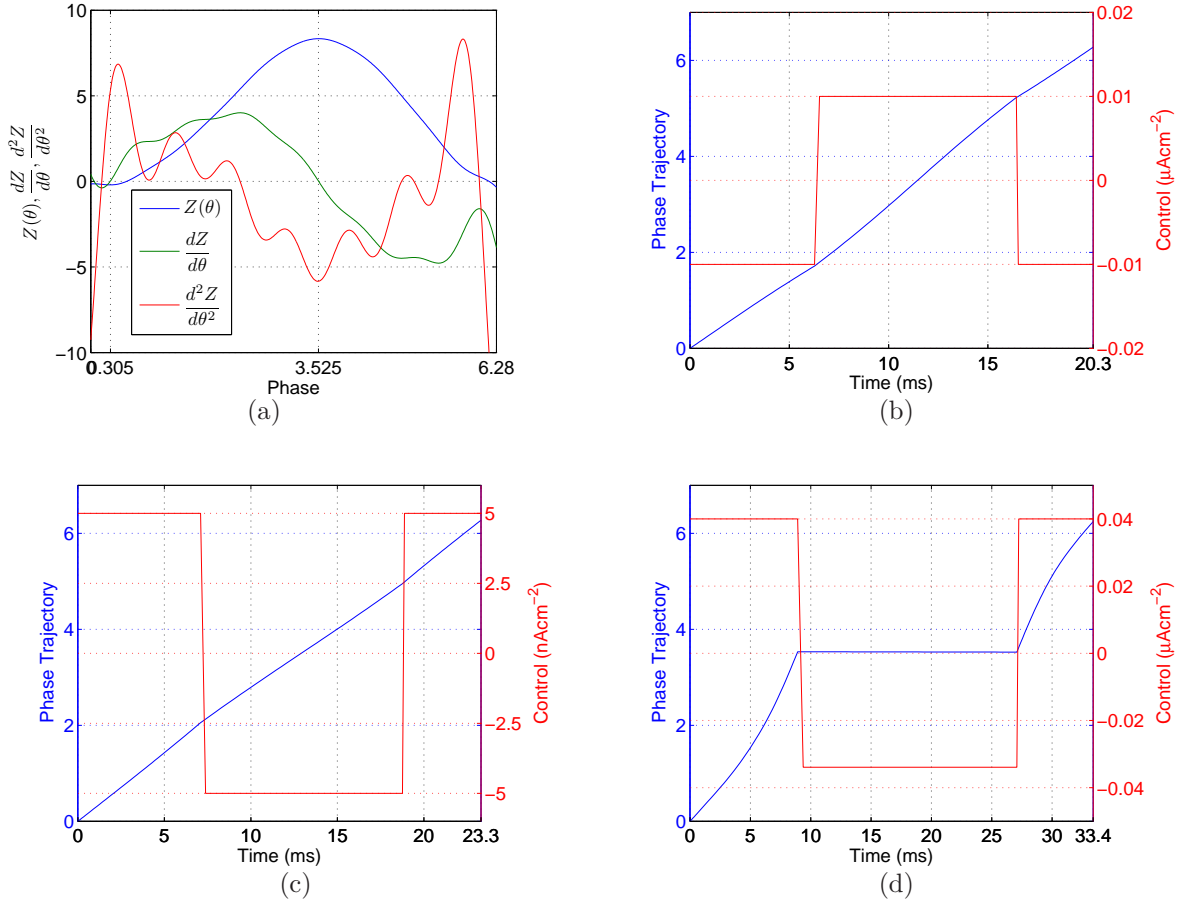 10
5
0
−5
−10
Z(θ), dZ/dθ, d²Z/dθ²
Z(θ)
dZ/dθ
d²Z/dθ²
0 0.305 3.525 6.28
Phase
(a)
6
4
2
0
Phase Trajectory
0.02
0.01
0
−0.01
−0.02
Control (μAcm⁻²)
0 5 10 15 20.3
Time (ms)
(b)
6
4
2
0
Phase Trajectory
5
2.5
0
−2.5
−5
Control (nAcm⁻²)
0 5 10 15 20 23.3
Time (ms)
(c)
6
4
2
0
Phase Trajectory
0.04
0.02
0
−0.02
−0.04
Control (μAcm⁻²)
0 5 10 15 20 25 30 33.4
Time (ms)
(d)